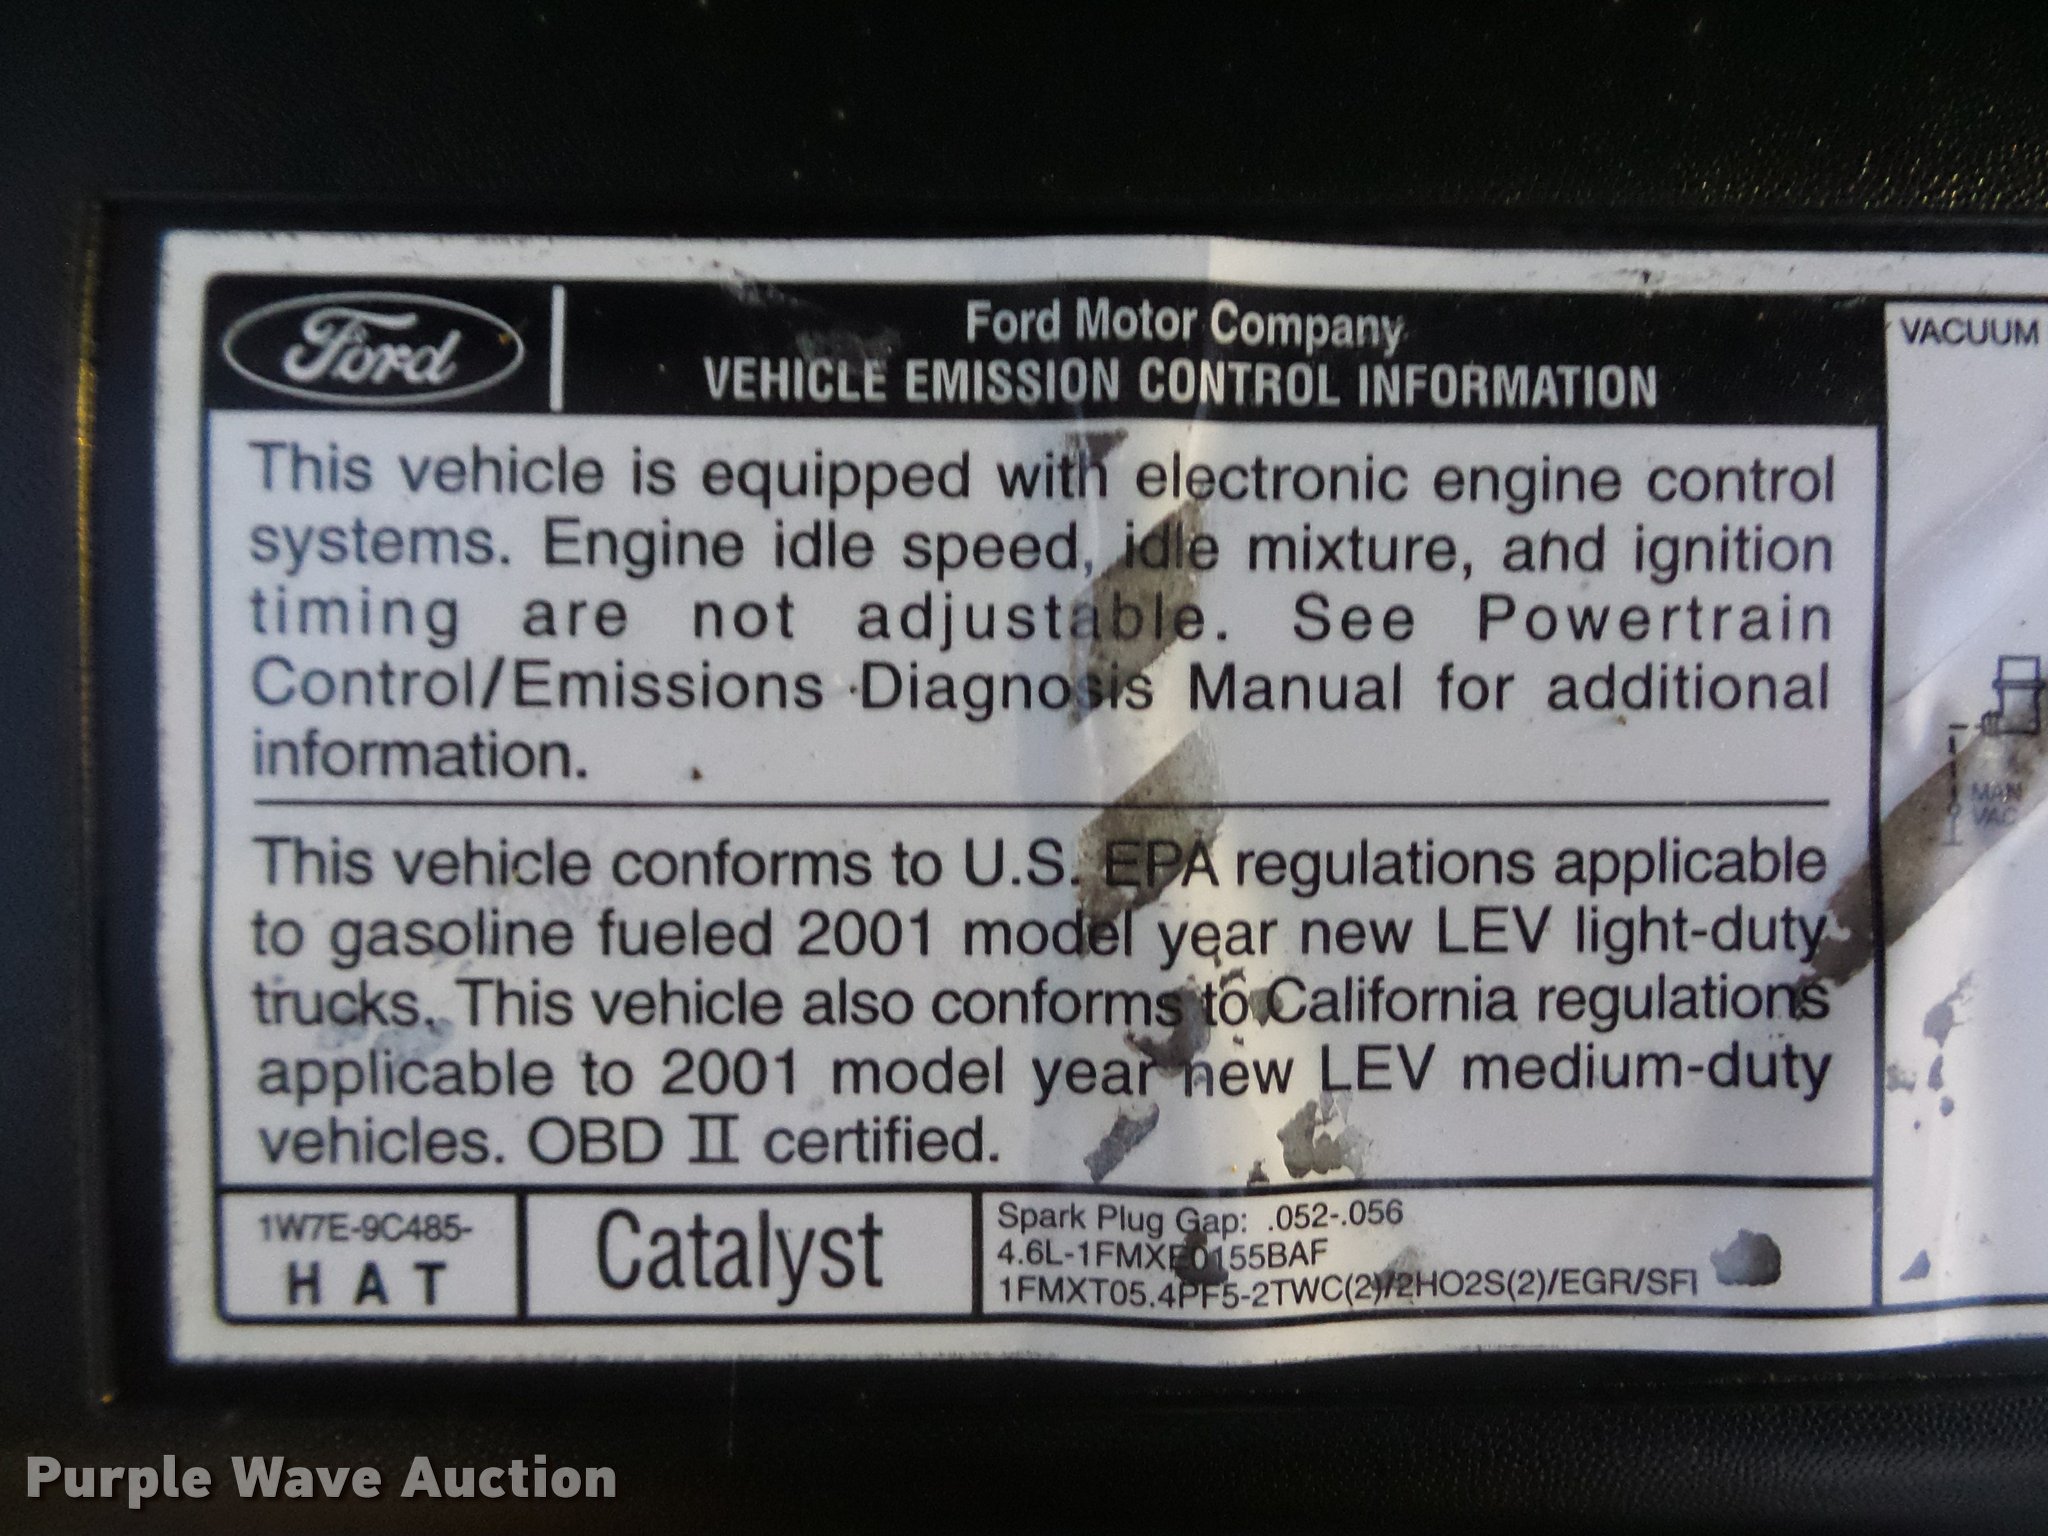 Ford
Ford Motor Company
VEHICLE EMISSION CONTROL INFORMATION
VACUUM
This vehicle is equipped with electronic engine control
systems. Engine idle speed, idle mixture, and ignition
timing are not adjustable. See Powertrain
Control/Emissions Diagnosis Manual for additional
information.
MAN
VAC
This vehicle conforms to U.S. EPA regulations applicable
to gasoline fueled 2001 model year new LEV light-duty
trucks. This vehicle also conforms to California regulations
applicable to 2001 model year new LEV medium-duty
vehicles. OBD II certified.
1W7E-9C485-
HAT
Catalyst
Spark Plug Gap: .052-.056
4.6L-1FMXE0155BAF
1FMXT05.4PF5-2TWC(2)/2HO2S(2)/EGR/SFI
Purple Wave Auction